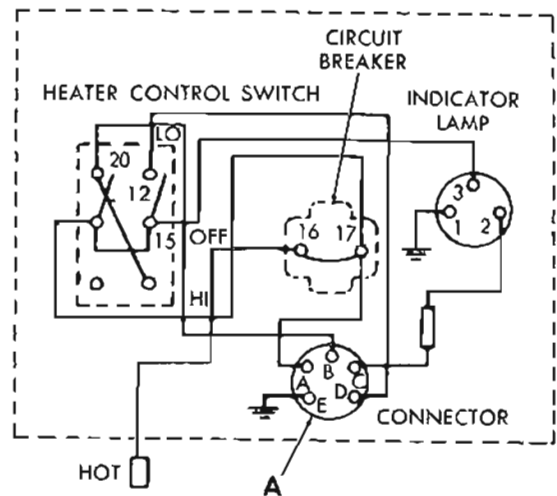 CIRCUIT
BREAKER
HEATER CONTROL SWITCH
INDICATOR
LAMP
LO
20
12
3
1
2
15
OFF
16
17
HI
B
A
D
E
CONNECTOR
HOT
A